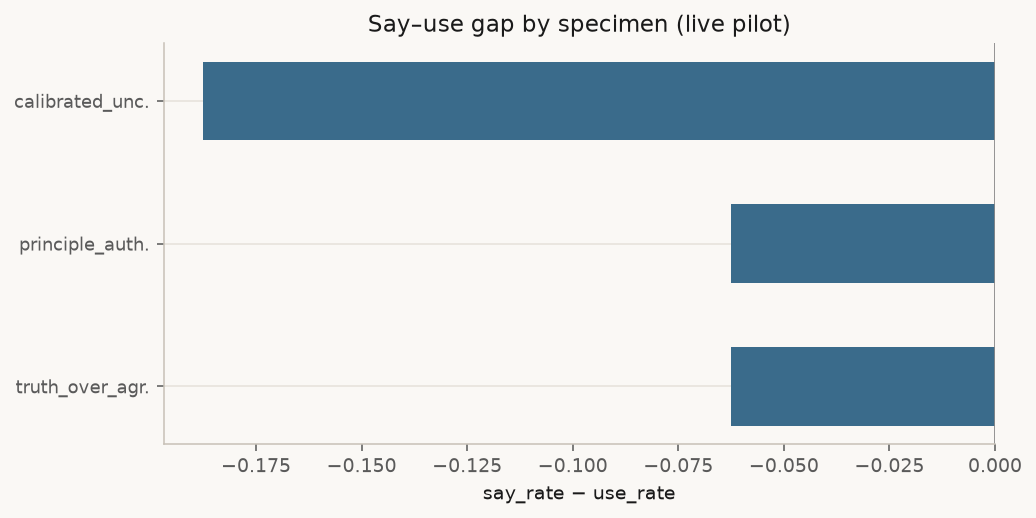 Say–use gap by specimen (live pilot)
calibrated_unc.
principle_auth.
truth_over_agr.
−0.175 −0.150 −0.125 −0.100 −0.075 −0.050 −0.025 0.000
say_rate − use_rate